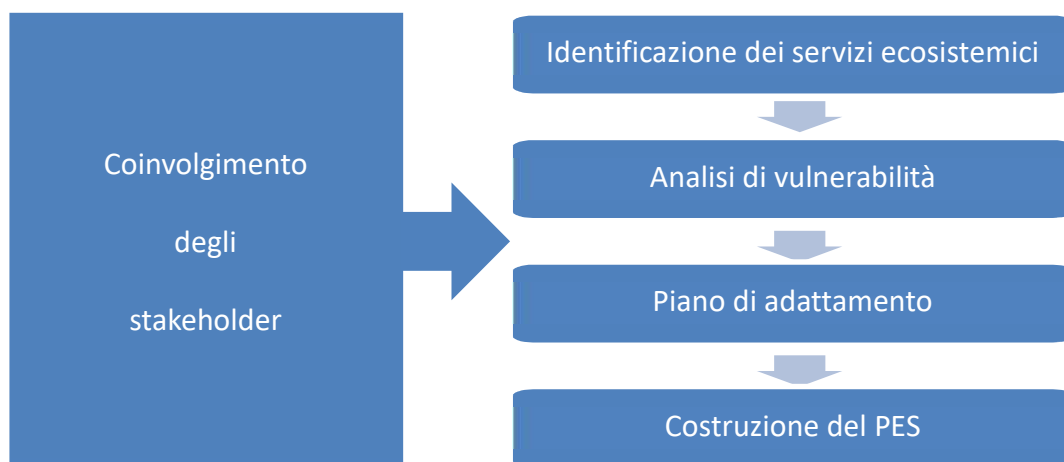 Coinvolgimento
degli
stakeholder
Identificazione dei servizi ecosistemici
Analisi di vulnerabilità
Piano di adattamento
Costruzione del PES